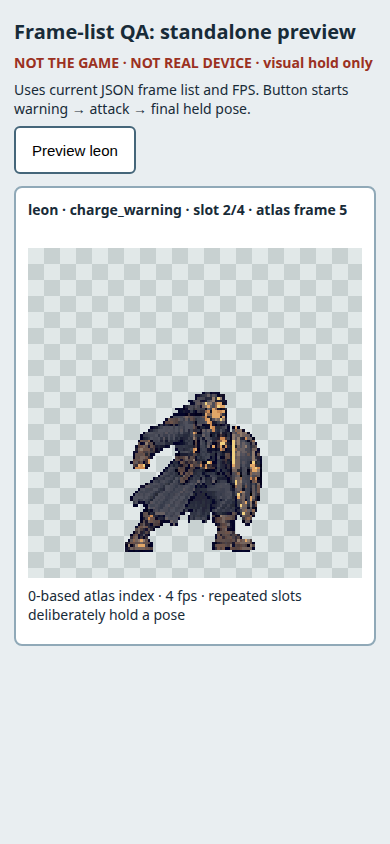 Frame-list QA: standalone preview
NOT THE GAME · NOT REAL DEVICE · visual hold only
Uses current JSON frame list and FPS. Button starts
warning → attack → final held pose.
Preview leon
leon · charge_warning · slot 2/4 · atlas frame 5
0-based atlas index · 4 fps · repeated slots
deliberately hold a pose